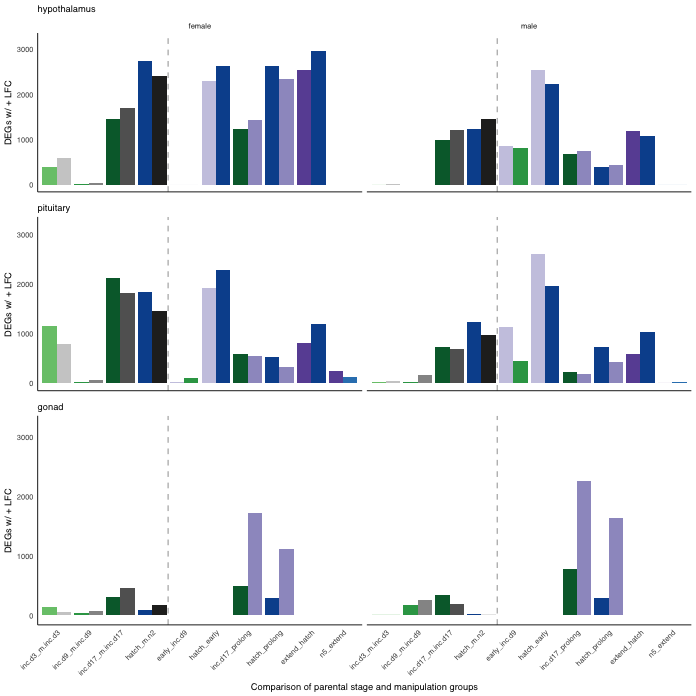 hypothalamus
female
male
DEGs w/ + LFC
3000
2000
1000
0
pituitary
DEGs w/ + LFC
3000
2000
1000
0
gonad
DEGs w/ + LFC
3000
2000
1000
0
inc.d3_m.inc.d3
inc.d9_m.inc.d9
inc.d17_m.inc.d17
hatch_m.n2
early_inc.d9
hatch_early
inc.d17_prolong
hatch_prolong
extend_hatch
n5_extend
inc.d3_m.inc.d3
inc.d9_m.inc.d9
inc.d17_m.inc.d17
hatch_m.n2
early_inc.d9
hatch_early
inc.d17_prolong
hatch_prolong
extend_hatch
n5_extend
Comparison of parental stage and manipulation groups